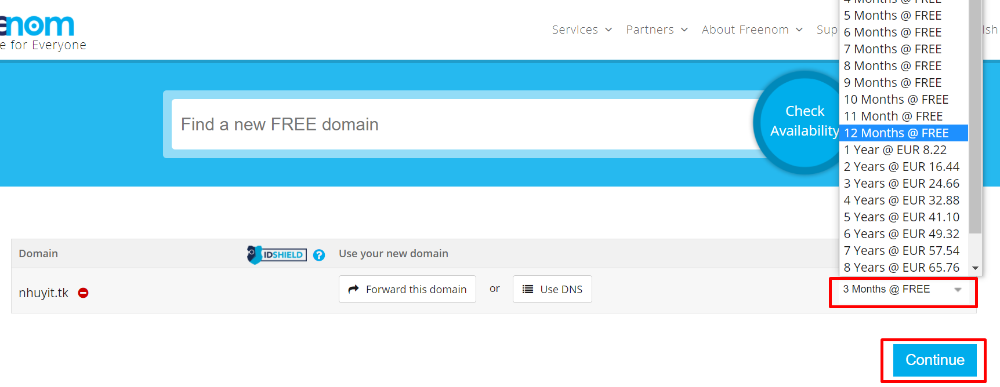 enom
e for Everyone
Services
Partners
About Freenom
Sup
ish
4 Months @ FREE
5 Months @ FREE
6 Months @ FREE
7 Months @ FREE
8 Months @ FREE
9 Months @ FREE
10 Months @ FREE
11 Month @ FREE
12 Months @ FREE
1 Year @ EUR 8.22
2 Years @ EUR 16.44
3 Years @ EUR 24.66
4 Years @ EUR 32.88
5 Years @ EUR 41.10
6 Years @ EUR 49.32
7 Years @ EUR 57.54
8 Years @ EUR 65.76
Find a new FREE domain
Check
Availability
Domain
IDSHIELD
?
Use your new domain
nhuyit.tk
Forward this domain
or
Use DNS
3 Months @ FREE
Continue